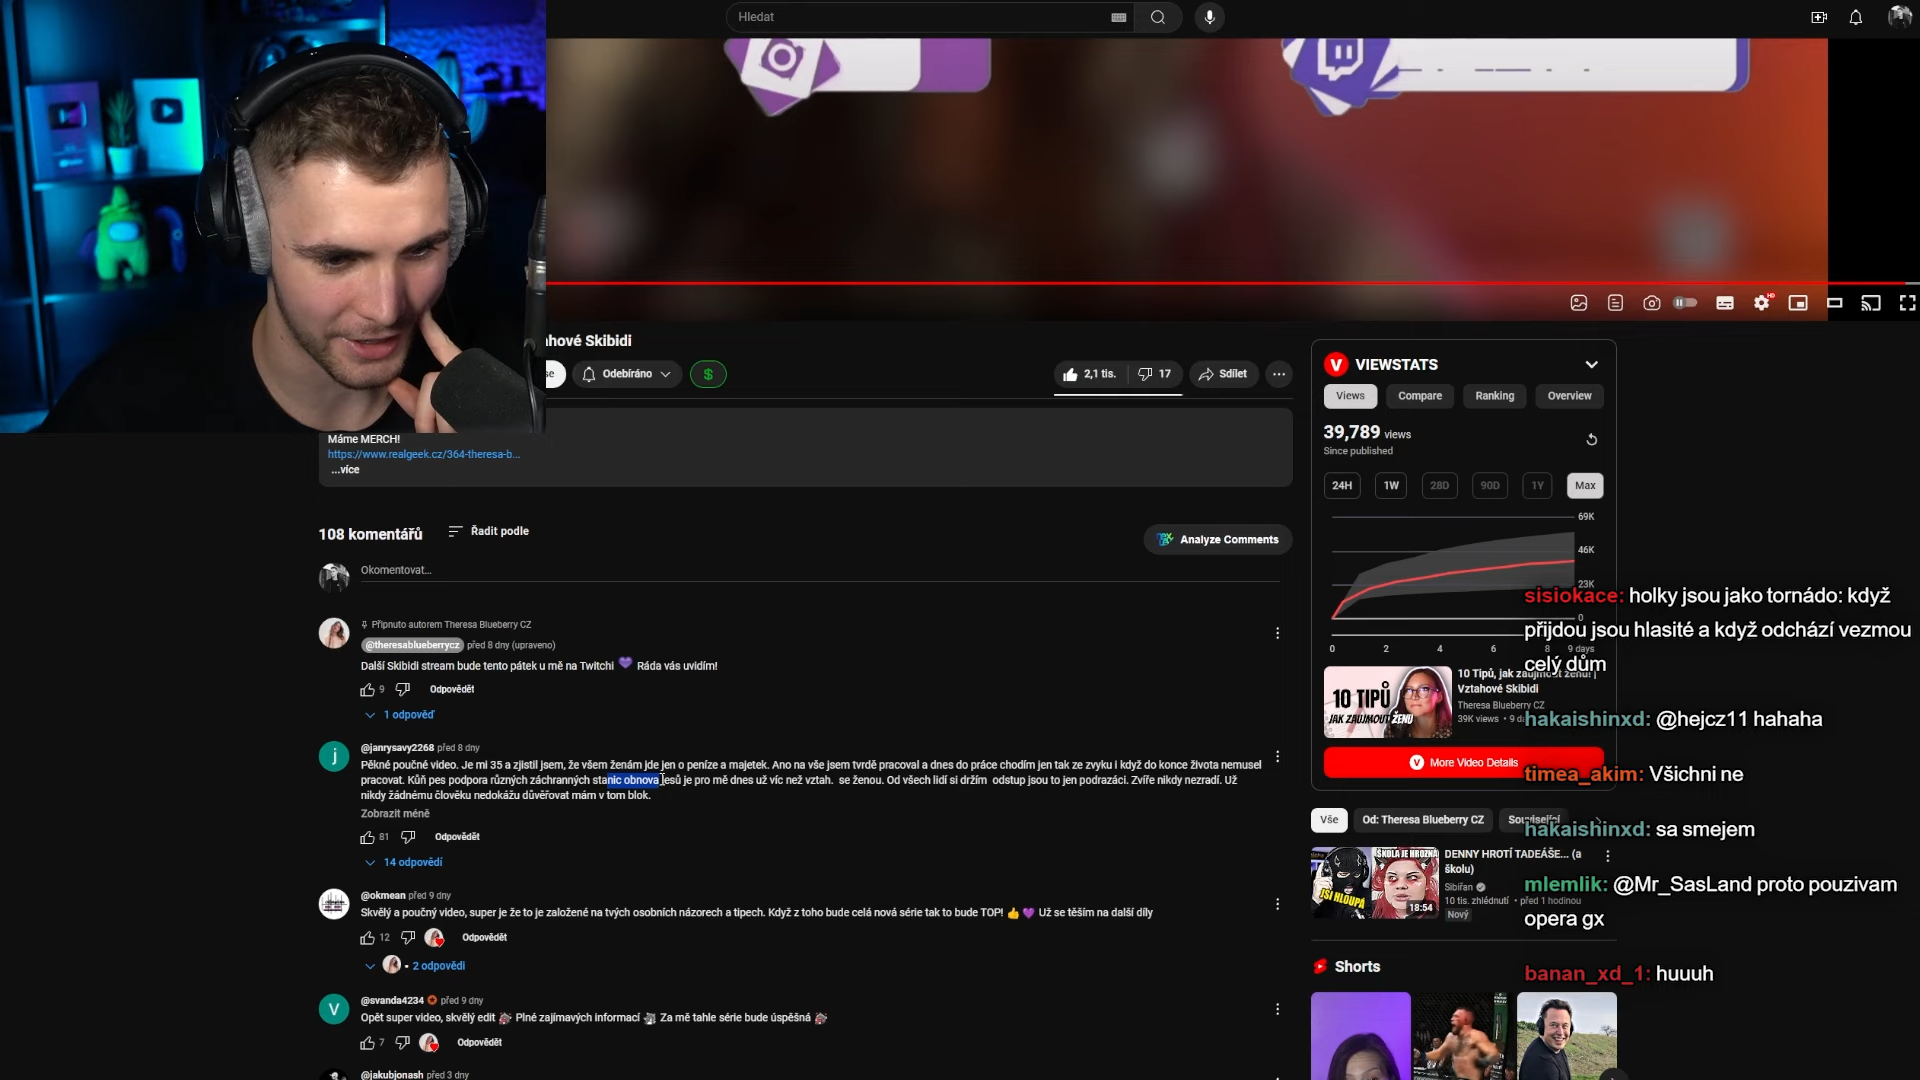 Hledat
ahové Skibidi
se
Odebíráno
$
2,1 tis.
17
Sdílet
Máme MERCH!
https://www.realgeek.cz/364-theresa-b...
...více
108 komentářů
Řadit podle
Analyze Comments
Okomentovat...
Připnuto autorem Theresa Blueberry CZ
@theresablueberrycz před 8 dny (upraveno)
Další Skibidi stream bude tento pátek u mě na Twitchi 💜 Ráda vás uvidím!
9
Odpovědět
1 odpověď
j
@janrysavy2268 před 8 dny
Pěkné poučné video. Je mi 35 a zjistil jsem, že všem ženám jde jen o peníze a majetek. Ano na vše jsem tvrdě pracoval a dnes do práce chodím jen tak ze zvyku i když do konce života nemusel
pracovat. Kůň pes podpora různých záchranných stanic obnova lesů je pro mě dnes už víc než vztah. se ženou. Od všech lidí si držím odstup jsou to jen podrazáci. Zvíře nikdy nezradí. Už
nikdy žádnému člověku nedokážu důvěřovat mám v tom blok.
Zobrazit méně
81
Odpovědět
14 odpovědí
@okmean před 9 dny
Skvělý a poučný video, super je že to je založené na tvých osobních názorech a tipech. Když z toho bude celá nová série tak to bude TOP! 👍💜 Už se těším na další díly
12
Odpovědět
2 odpovědi
V
@svanda4234 před 9 dny
Opět super video, skvělý edit Plné zajímavých informací Za mě tahle série bude úspěšná
7
Odpovědět
@jakubjonash před 3 dny
VIEWSTATS
Views
Compare
Ranking
Overview
39,789 views
Since published
24H
1W
28D
90D
1Y
Max
69K
46K
23K
0
0
2
4
6
8
9 days
10 TIPŮ
JAK ZAUJMOUT ŽENU
10 Tipů, jak zaujmout ženu! |
Vztahové Skibidi
Theresa Blueberry CZ
39K views • 9 d
More Video Details
Vše
Od: Theresa Blueberry CZ
Související
JSI HLOUPÁ
ŠKOLA JE HROZNÁ
18:54
DENNY HROTÍ TADEÁŠE... (a
školu)
Sibiřan
10 tis. zhlédnutí • před 1 hodinou
Nový
Shorts
sisiokace: holky jsou jako tornádo: když
přijdou jsou hlasité a když odchází vezmou
celý dům
hakaishinxd: @hejcz11 hahaha
timea_akim: Všichni ne
hakaishinxd: sa smejem
mlemlik: @Mr_SasLand proto pouzivam
opera gx
banan_xd_1: huuuh